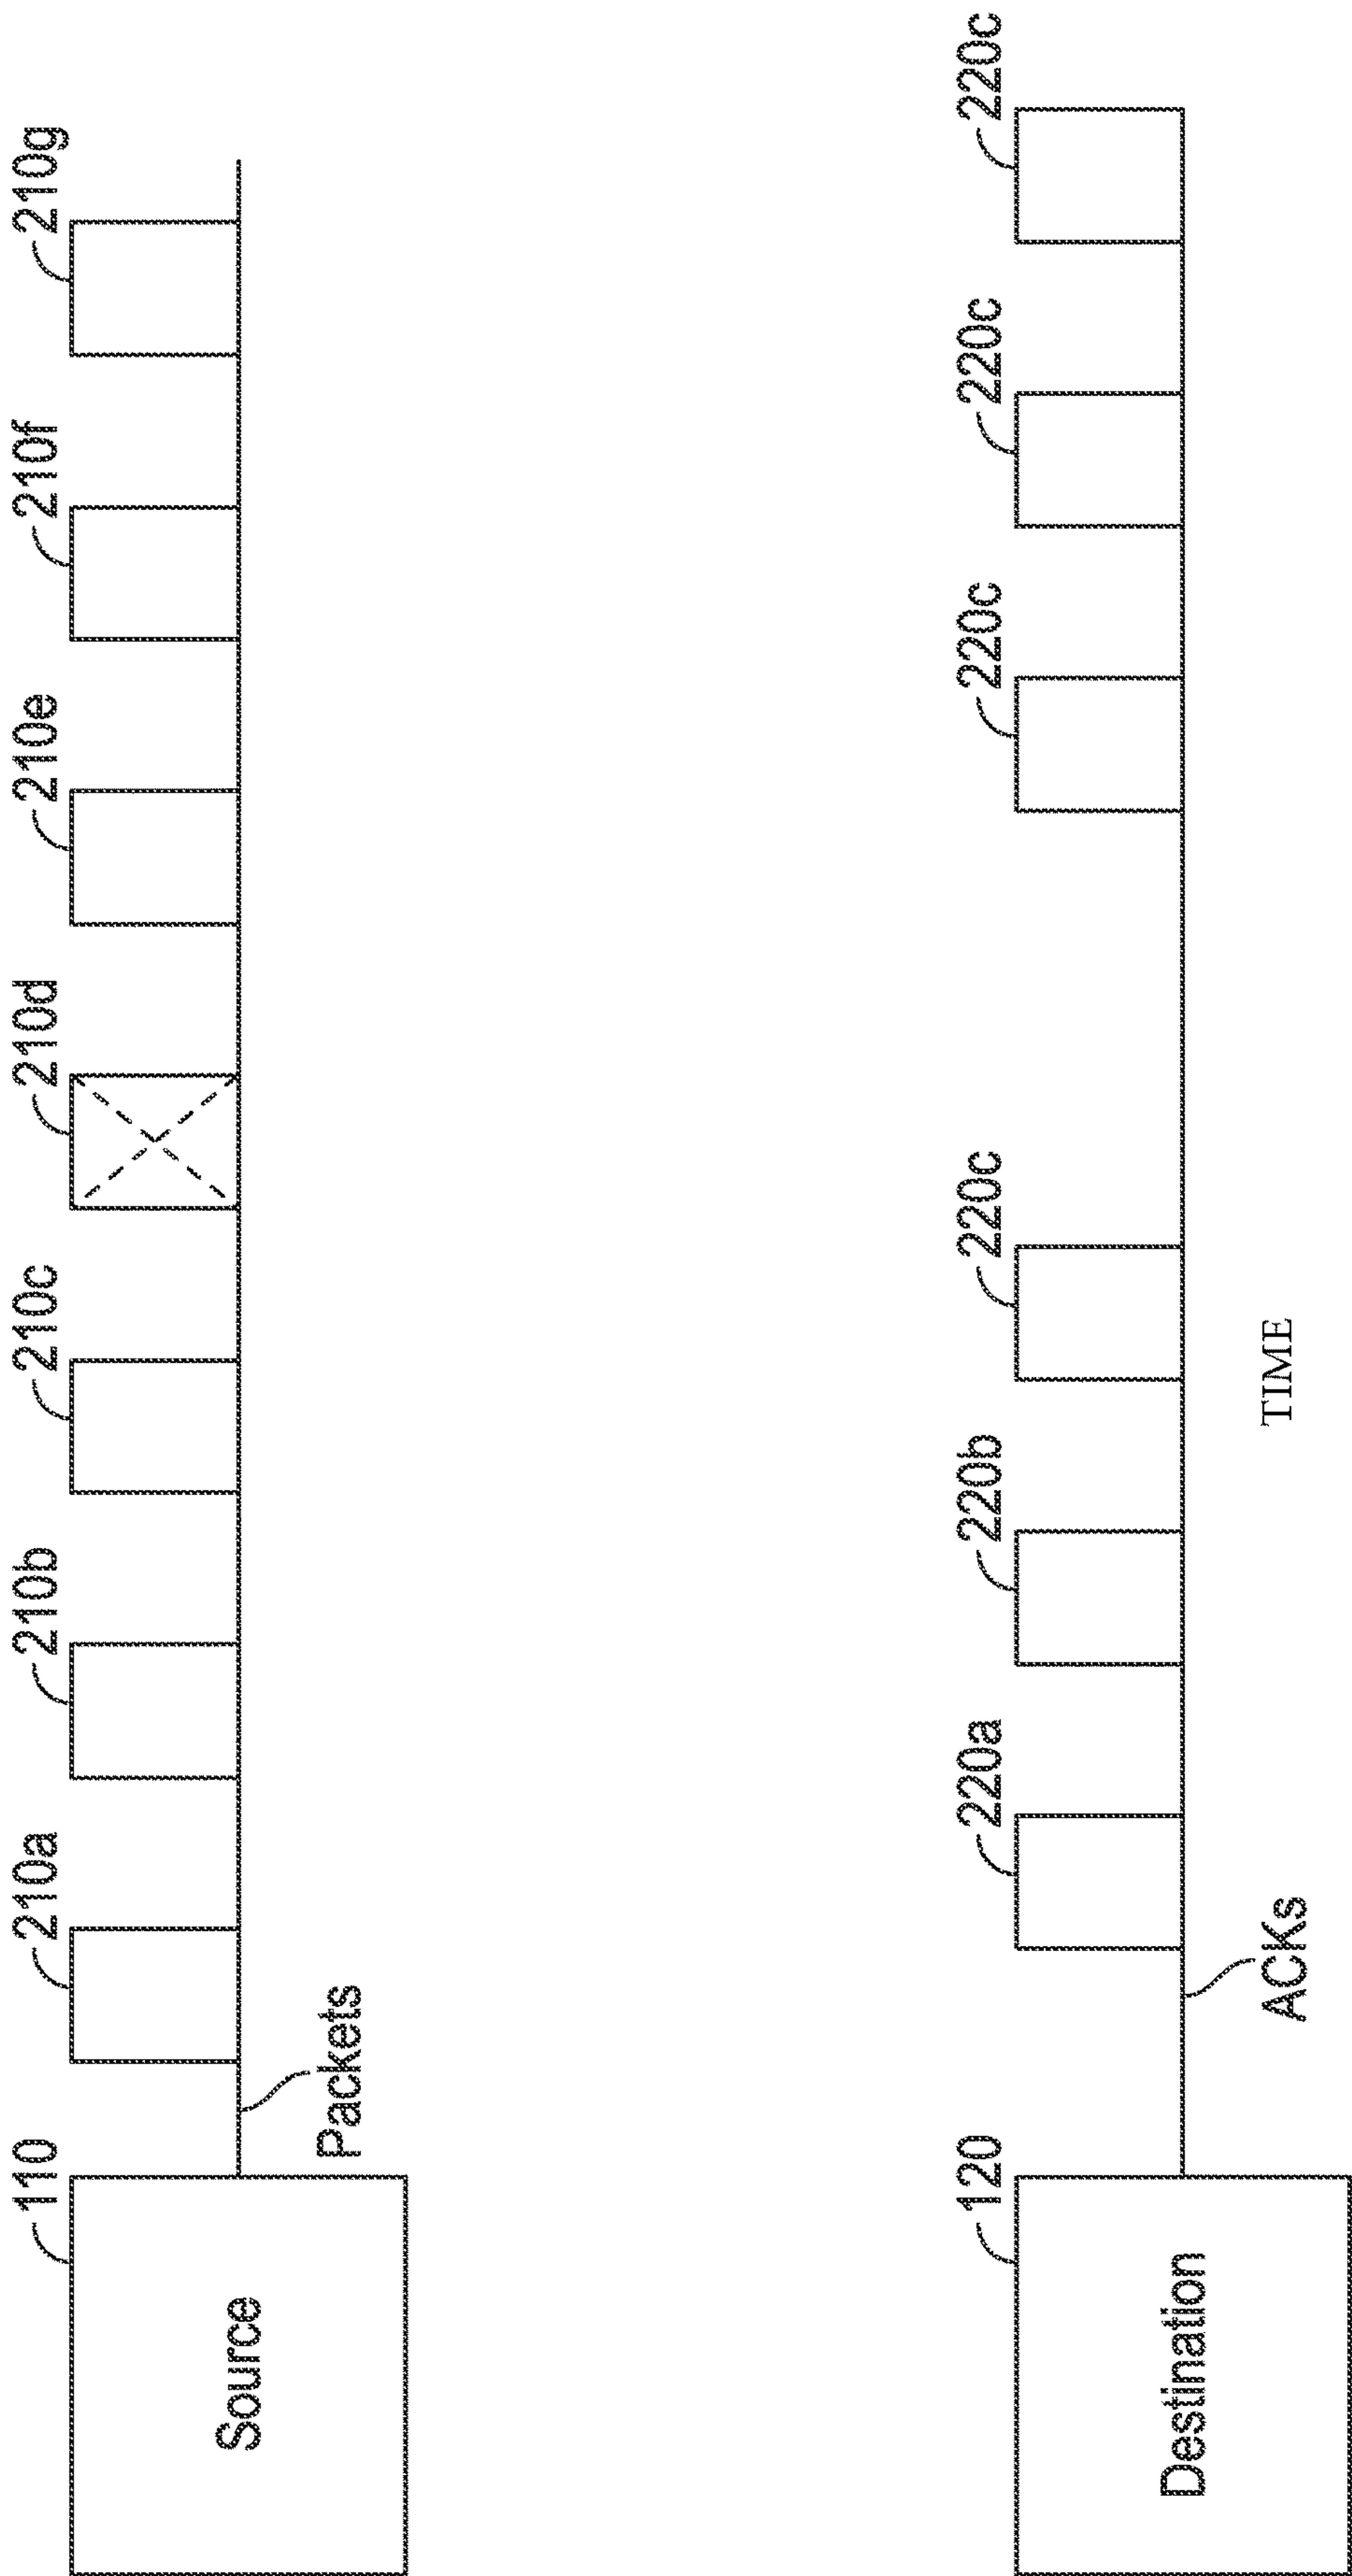 110
210a
210b
210c
210d
210e
210f
210g
Source
Packets
120
220a
220b
220c
220c
220c
220c
Destination
ACKs
TIME